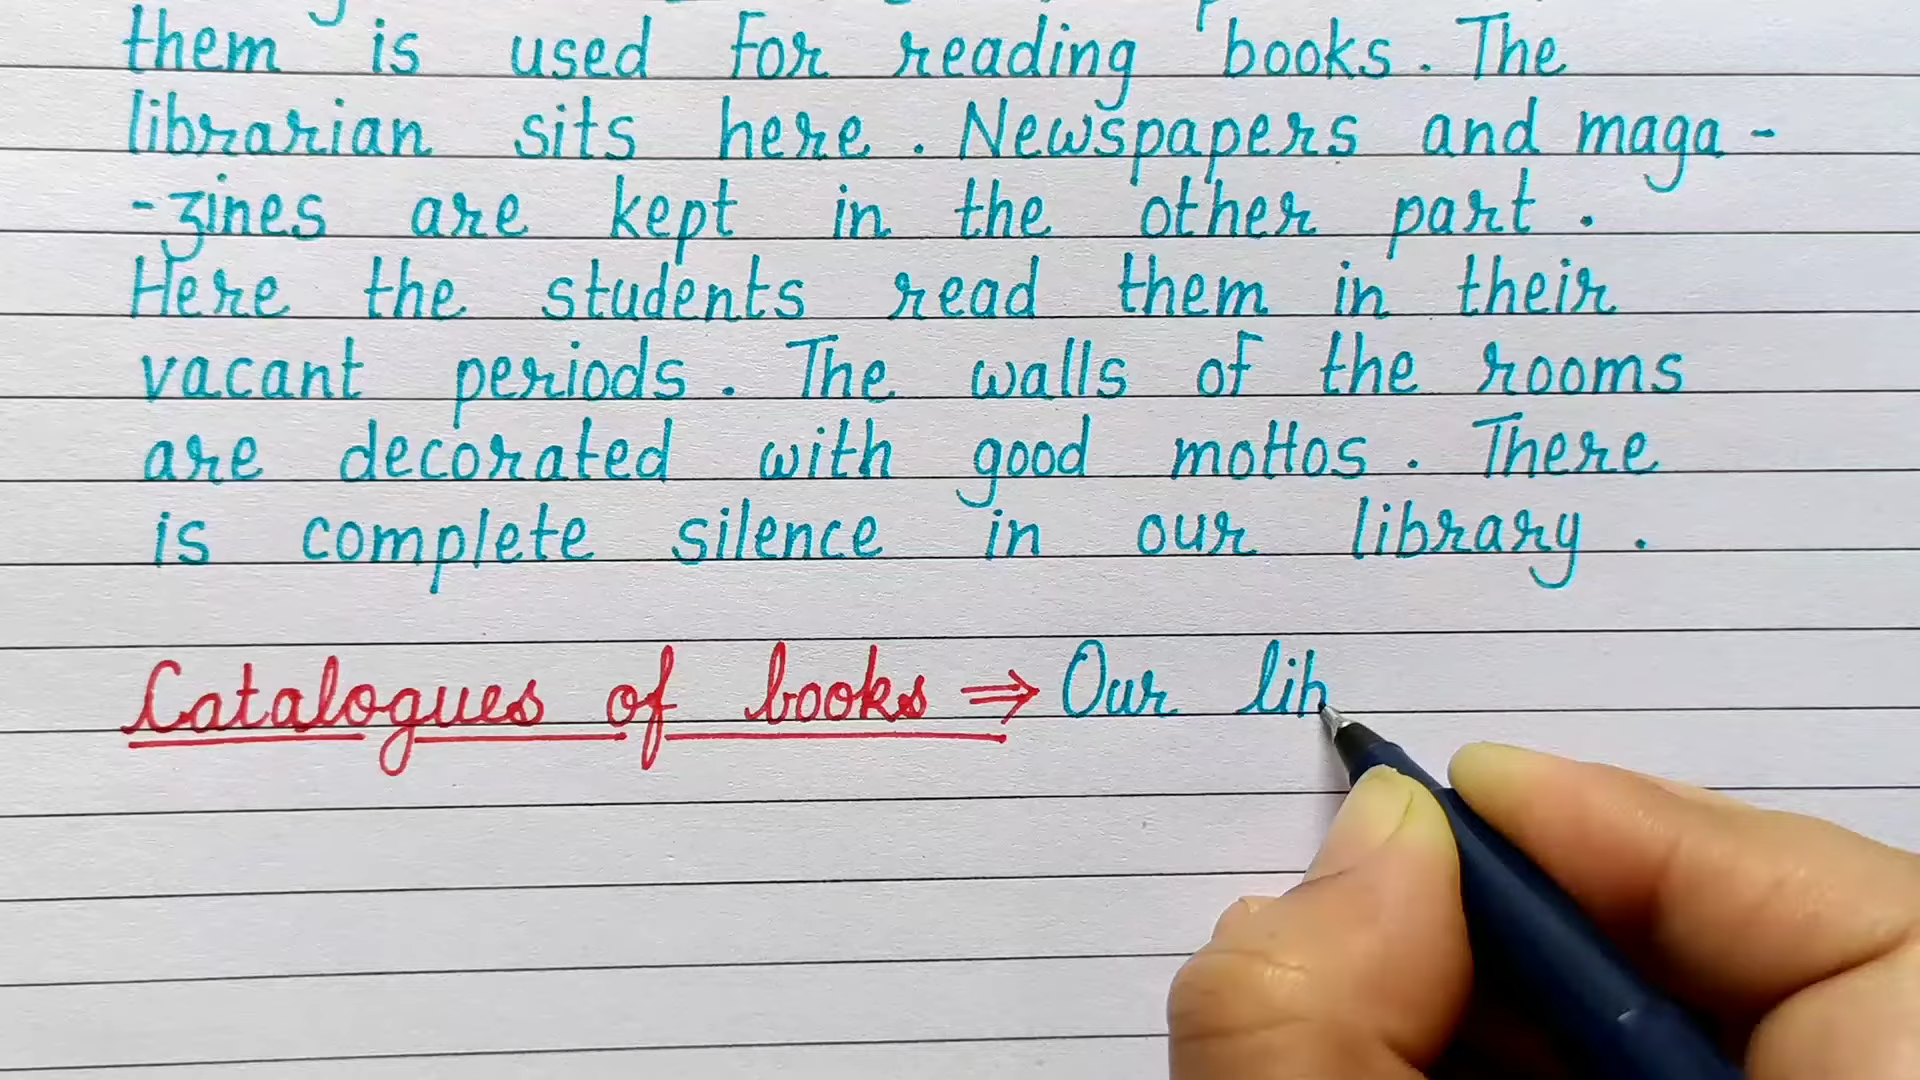 them is used for reading books. The
librarian sits here. Newspapers and maga-
-zines are kept in the other part.
Here the students read them in their
vacant periods. The walls of the rooms
are decorated with good mottos. There
is complete silence in our library.
Catalogues of books ⇒ Our lib